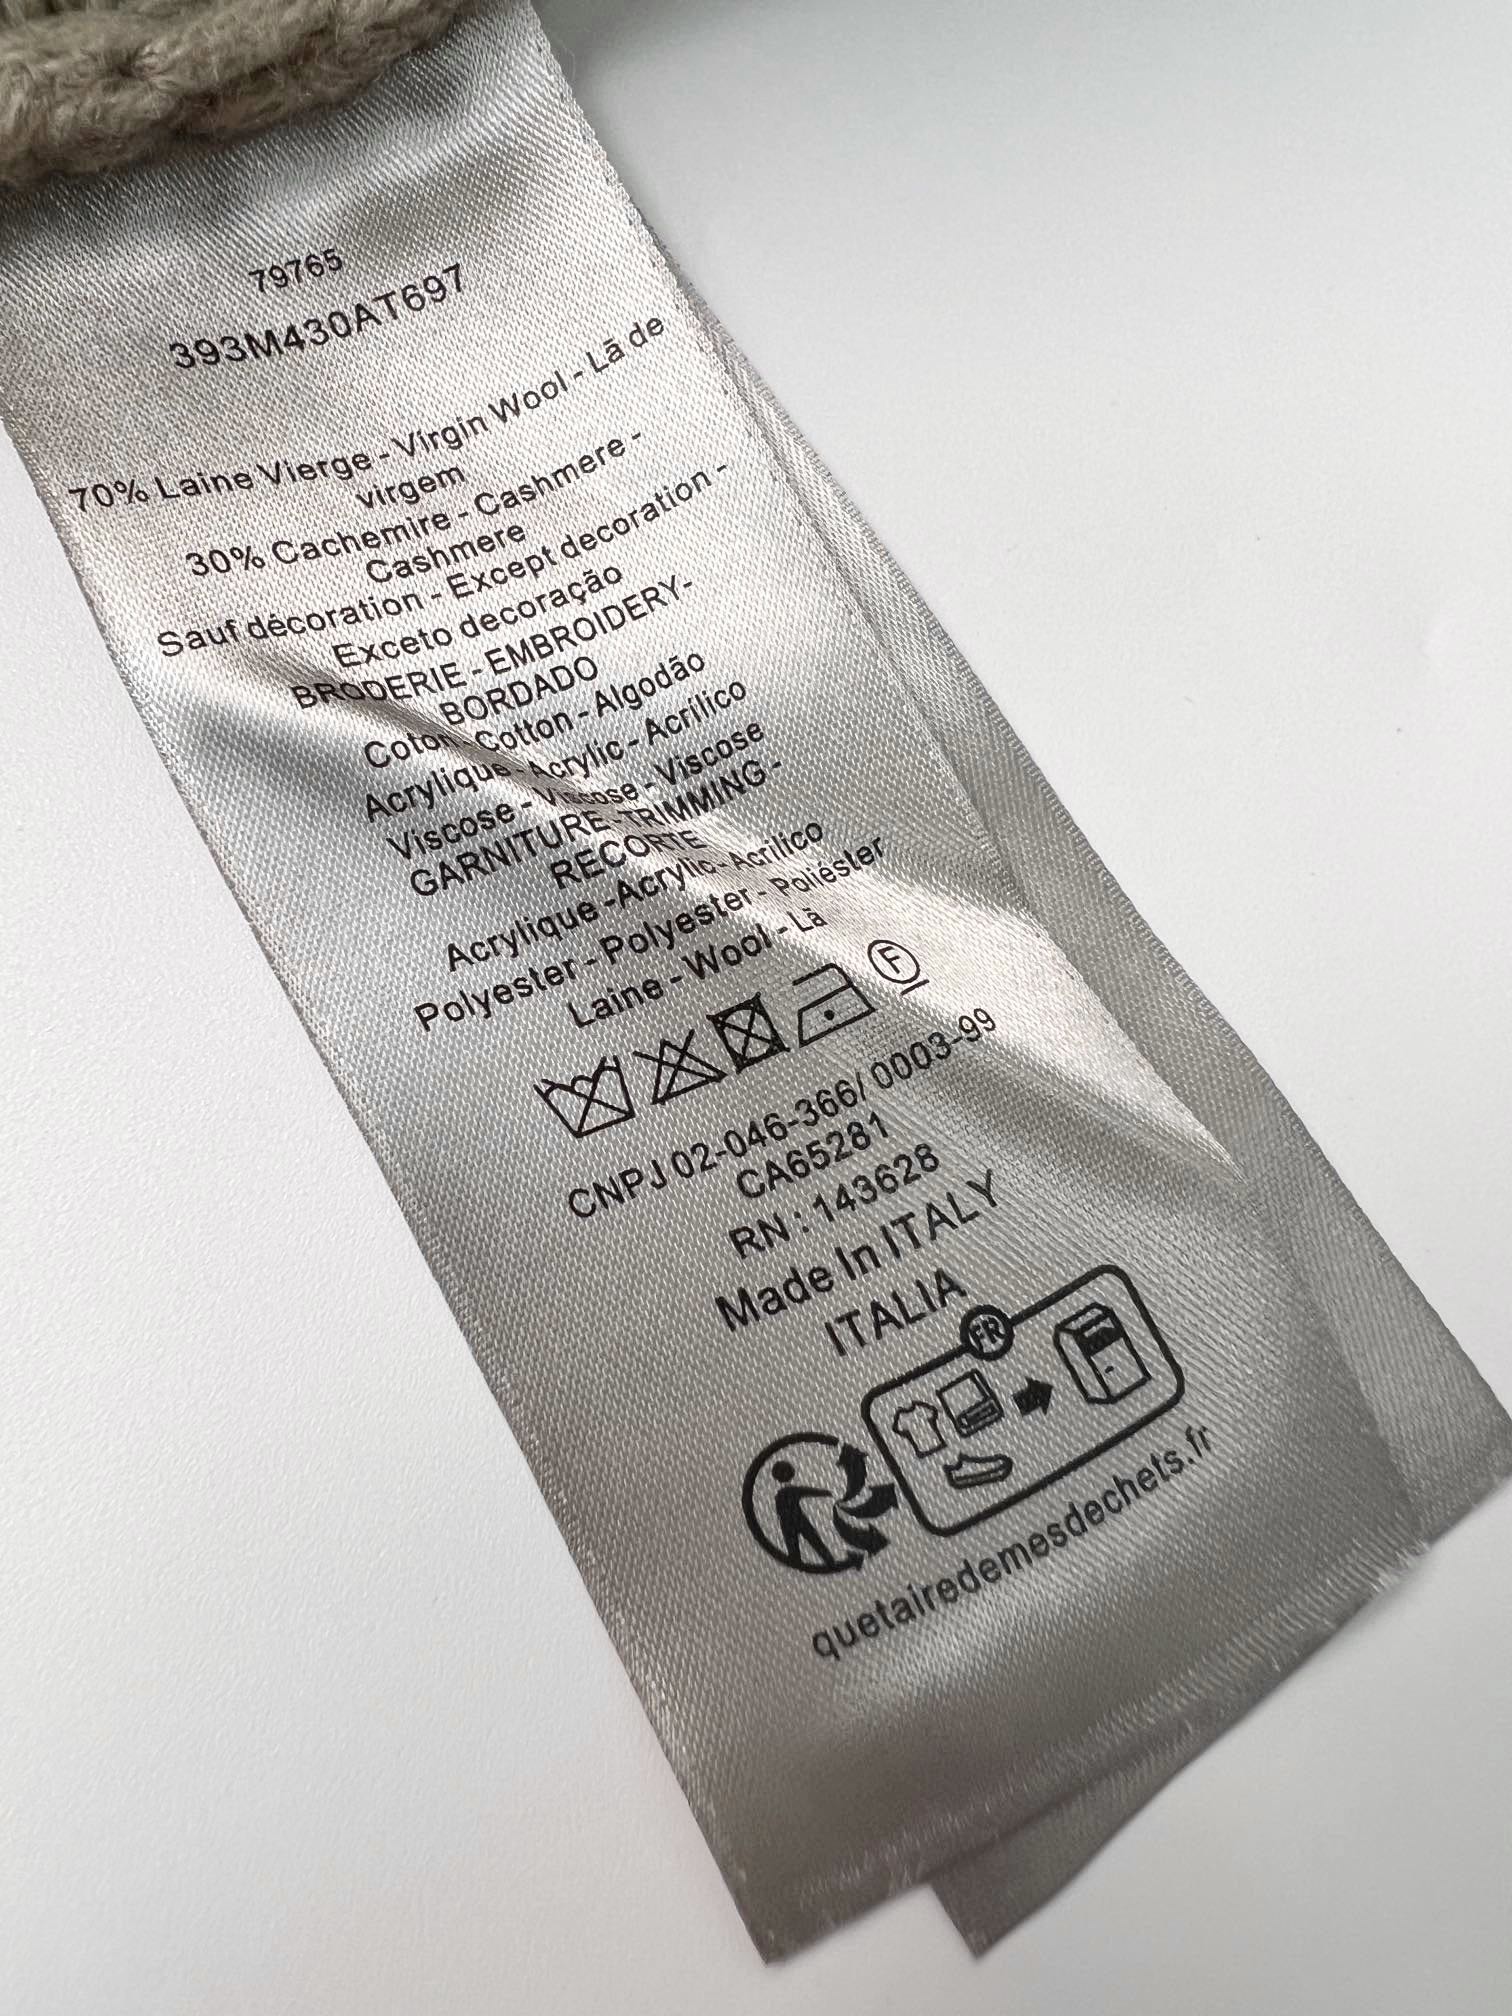 79765
393M430AT697
70% Laine Vierge - Virgin Wool - Lã de
virgem
30% Cachemire - Cashmere -
Cashmere
Sauf décoration - Except decoration -
Exceto decoração
BRODERIE - EMBROIDERY-
BORDADO
Coton - Cotton - Algodão
Acrylique - Acrylic - Acrílico
Viscose - Viscose - Viscose
GARNITURE -TRIMMING -
RECORTE
Acrylique -Acrylic- Acrílico
Polyester - Polyester - Poliéster
Laine - Wool - Lã
F
CNPJ 02-046-366/ 0003-99
CA65281
RN : 143628
Made In ITALY
ITALIA
FR
quetairedemesdechets.fr